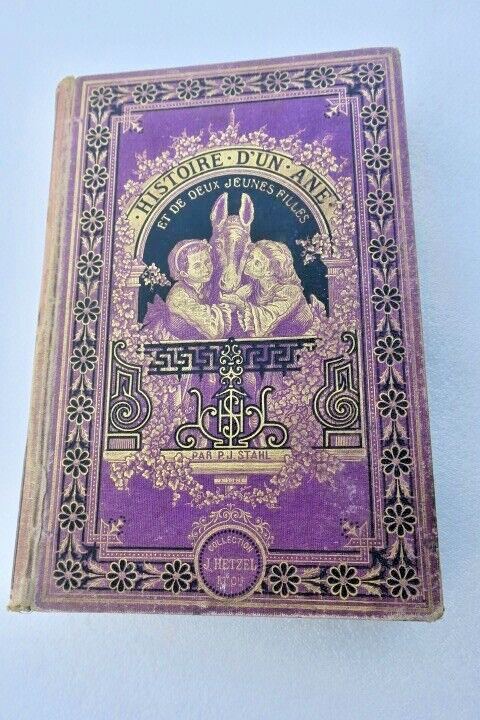 HISTOIRE · D'UN · ANE
ET DE DEUX JEUNES FILLES
PAR P.J. STAHL
COLLECTION
J. HETZEL